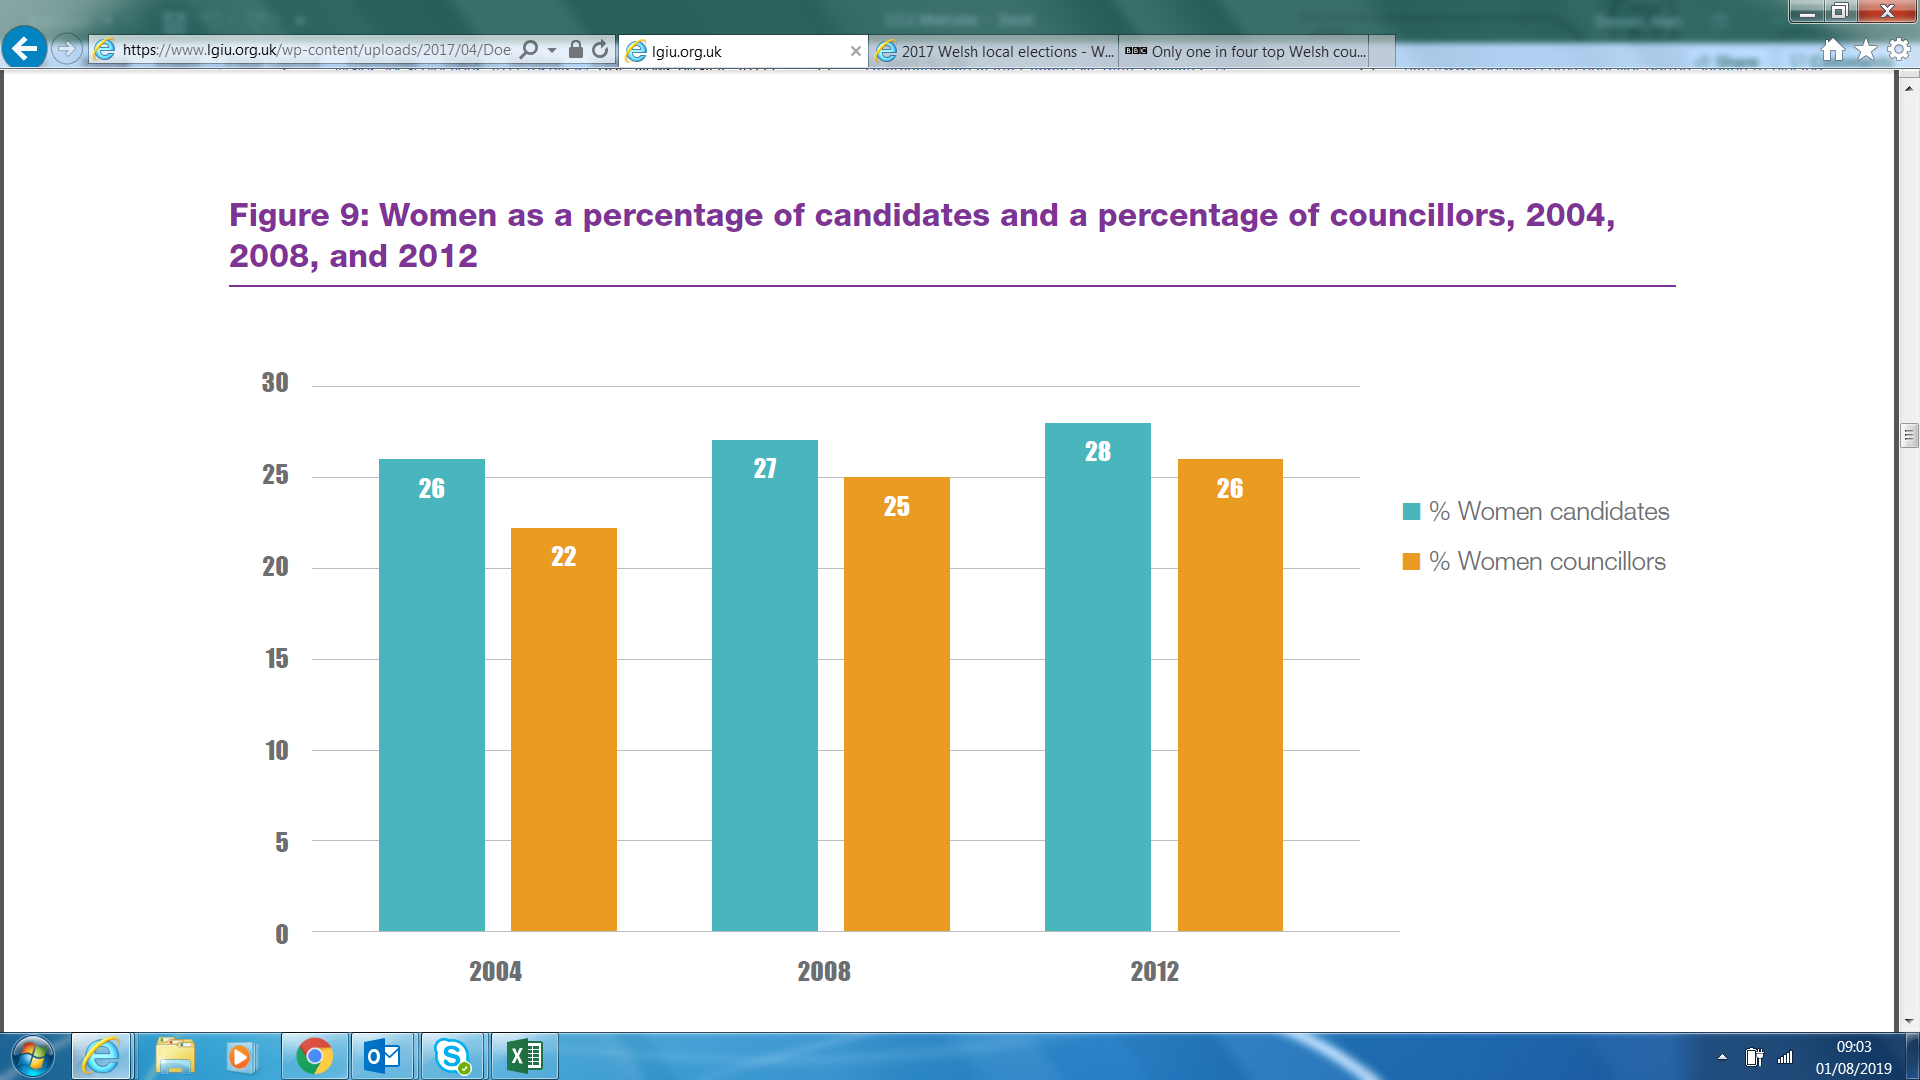 https://www.lgiu.org.uk/wp-content/uploads/2017/04/Doe
lgiu.org.uk
2017 Welsh local elections - W...
BBC Only one in four top Welsh cou...
Figure 9: Women as a percentage of candidates and a percentage of councillors, 2004,
2008, and 2012
30
25
20
15
10
5
0
26
22
27
25
28
26
2004
2008
2012
% Women candidates
% Women councillors
09:03
01/08/2019